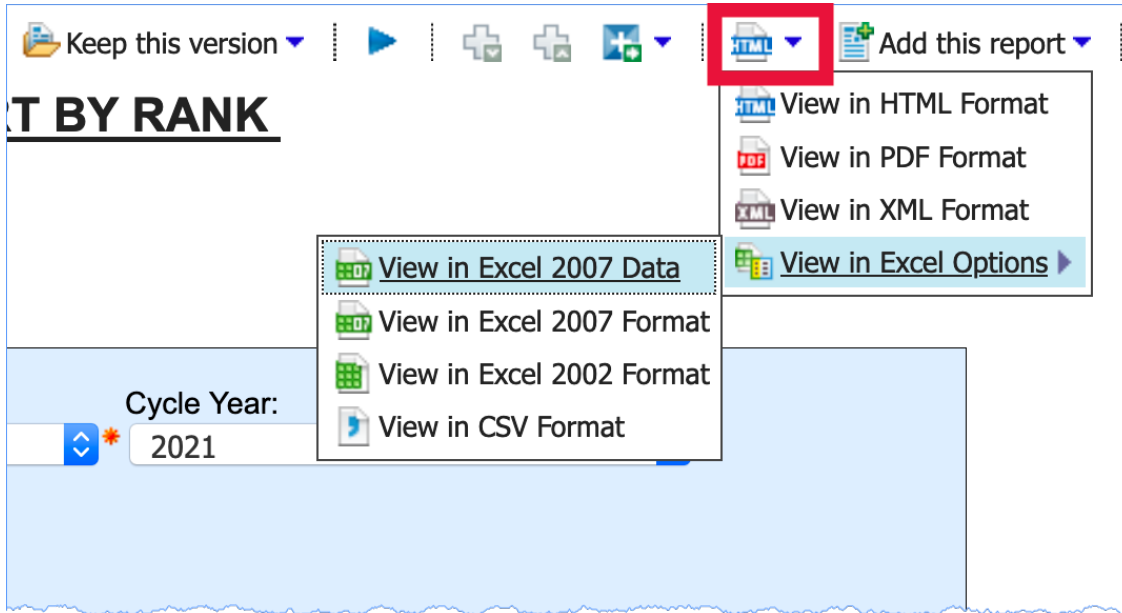 Keep this version
HTML
Add this report
T BY RANK
HTML View in HTML Format
PDF View in PDF Format
XML View in XML Format
View in Excel Options
07 View in Excel 2007 Data
07 View in Excel 2007 Format
View in Excel 2002 Format
View in CSV Format
Cycle Year:
* 2021